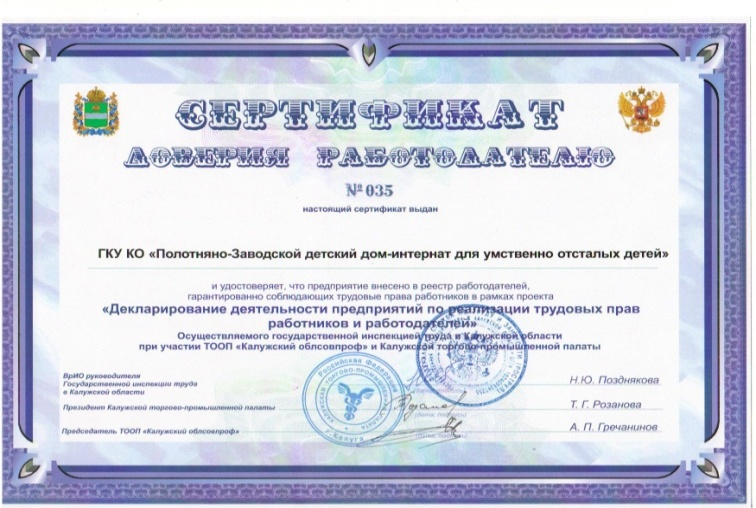 СЕРТИФИКАТ
ДОВЕРИЯ РАБОТОДАТЕЛЮ
№ 035
настоящий сертификат выдан
ГКУ КО «Полотняно-Заводской детский дом-интернат для умственно отсталых детей»
и удостоверяет, что предприятие внесено в реестр работодателей,
гарантированно соблюдающих трудовые права работников в рамках проекта
«Декларирование деятельности предприятий по реализации трудовых прав
работников и работодателей»
Осуществляемого государственной инспекцией труда в Калужской области
при участии ТООП «Калужский облсовпроф» и Калужской торгово-промышленной палаты
ВрИО руководителя
Государственной инспекции труда
в Калужской области
Н.Ю. Позднякова
Президент Калужской торгово-промышленной палаты
Т. Г. Розанова
Председатель ТООП «Калужский облсовпроф»
А. П. Гречанинов
Российская Федерация
г. Калуга